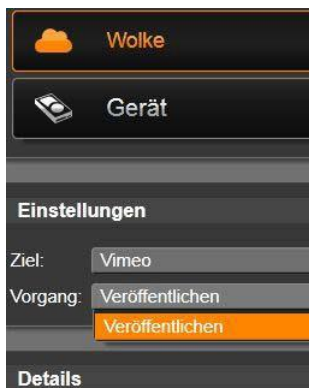 Wolke
Gerät
Einstellungen
Ziel: Vimeo
Vorgang: Veröffentlichen
Veröffentlichen
Details